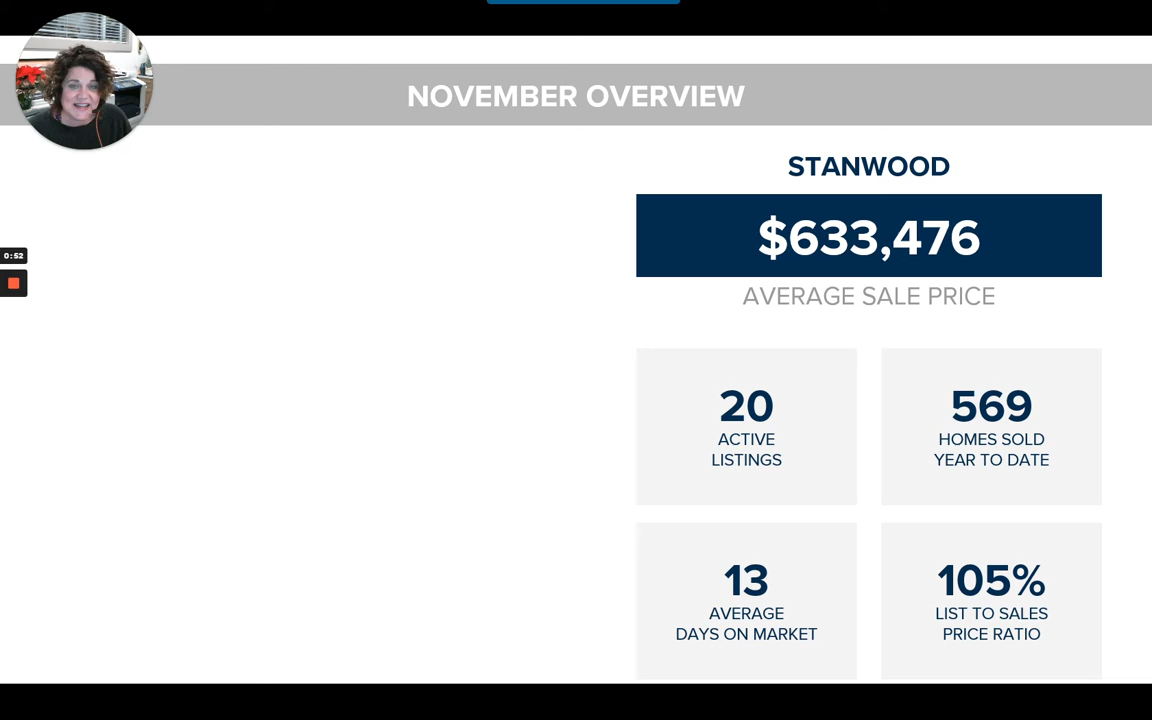 NOVEMBER OVERVIEW
STANWOOD
$633,476
AVERAGE SALE PRICE
0:52
20
ACTIVE
LISTINGS
569
HOMES SOLD
YEAR TO DATE
13
AVERAGE
DAYS ON MARKET
105%
LIST TO SALES
PRICE RATIO